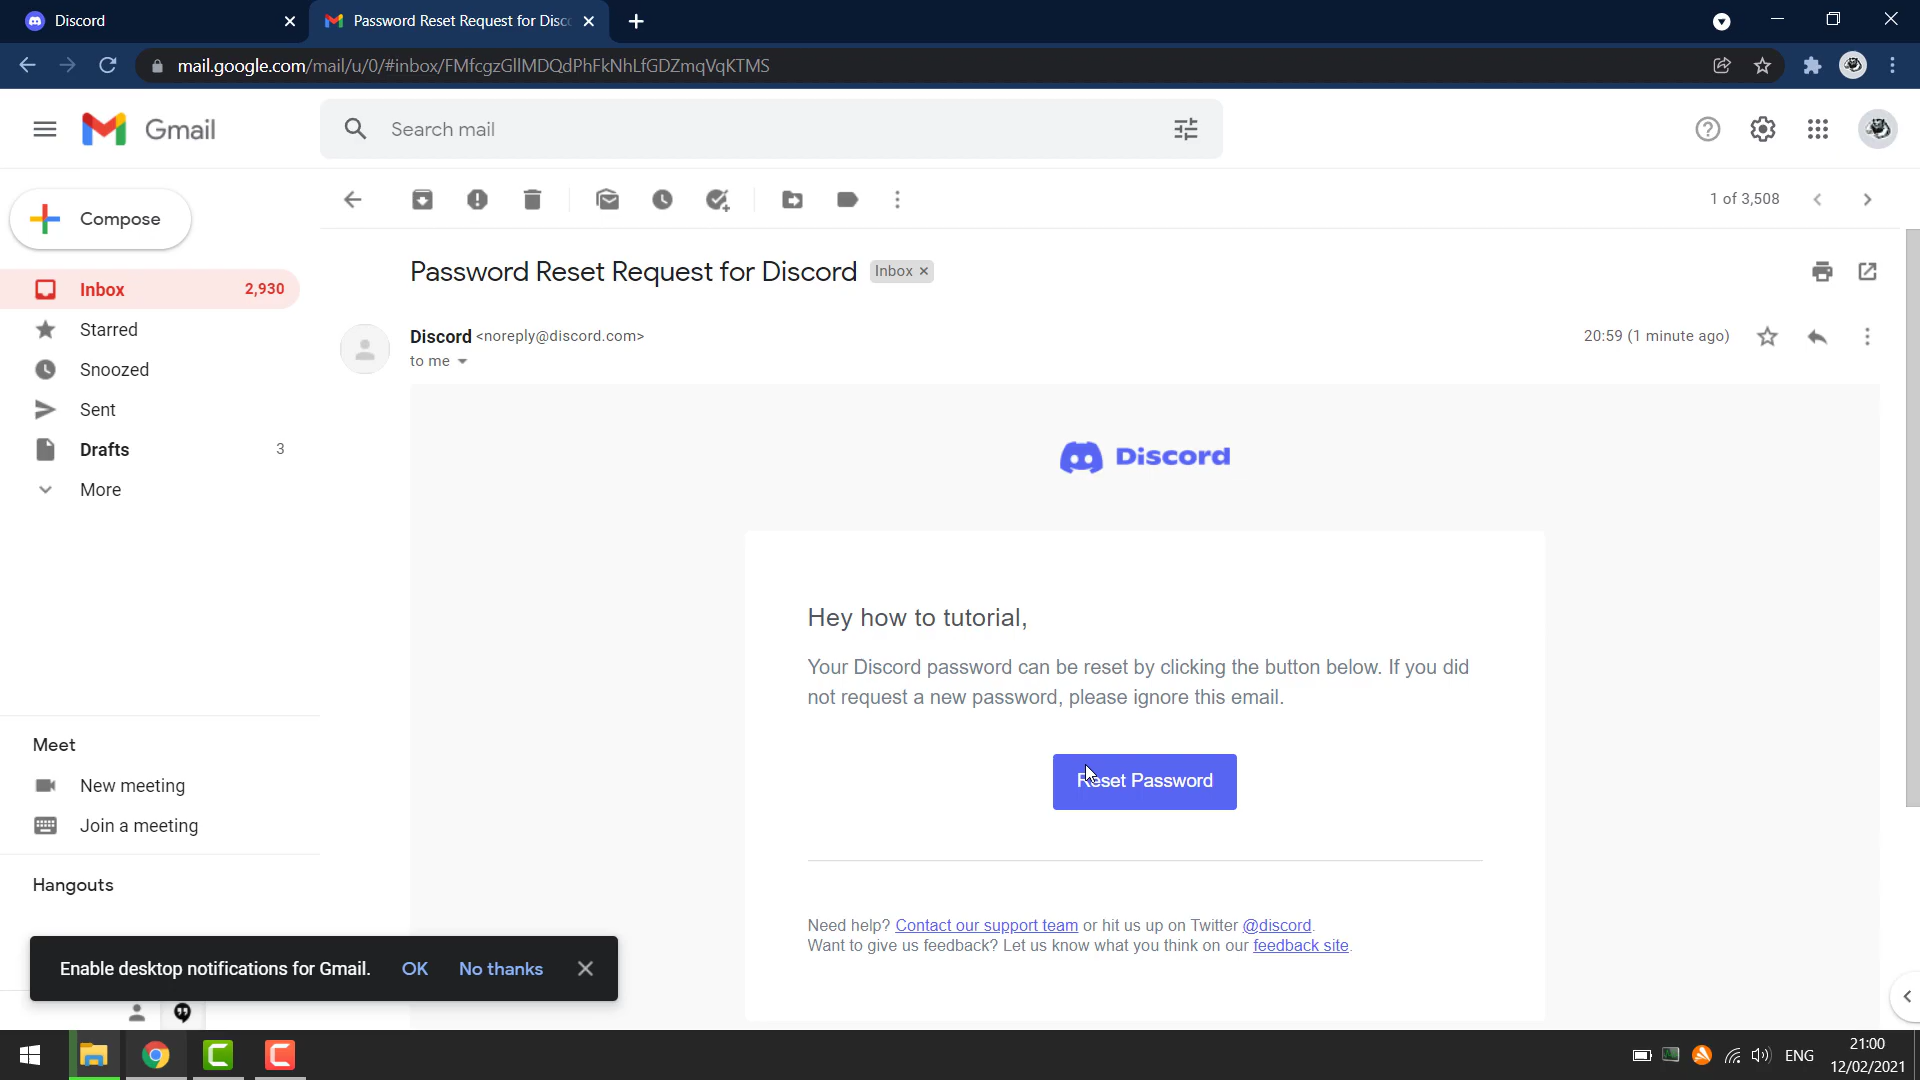 Discord
Password Reset Request for Disc
mail.google.com/mail/u/0/#inbox/FMfcgzGllMDQdPhFkNhLfGDZmqVqKTMS
Gmail
Search mail
Compose
1 of 3,508
Inbox 2,930
Starred
Snoozed
Sent
Drafts 3
More
Password Reset Request for Discord Inbox ×
Discord <noreply@discord.com> 20:59 (1 minute ago)
to me
Discord
Hey how to tutorial,
Your Discord password can be reset by clicking the button below. If you did
not request a new password, please ignore this email.
Reset Password
Need help? Contact our support team or hit us up on Twitter @discord.
Want to give us feedback? Let us know what you think on our feedback site.
Meet
New meeting
Join a meeting
Hangouts
Enable desktop notifications for Gmail. OK No thanks
ENG
21:00
12/02/2021